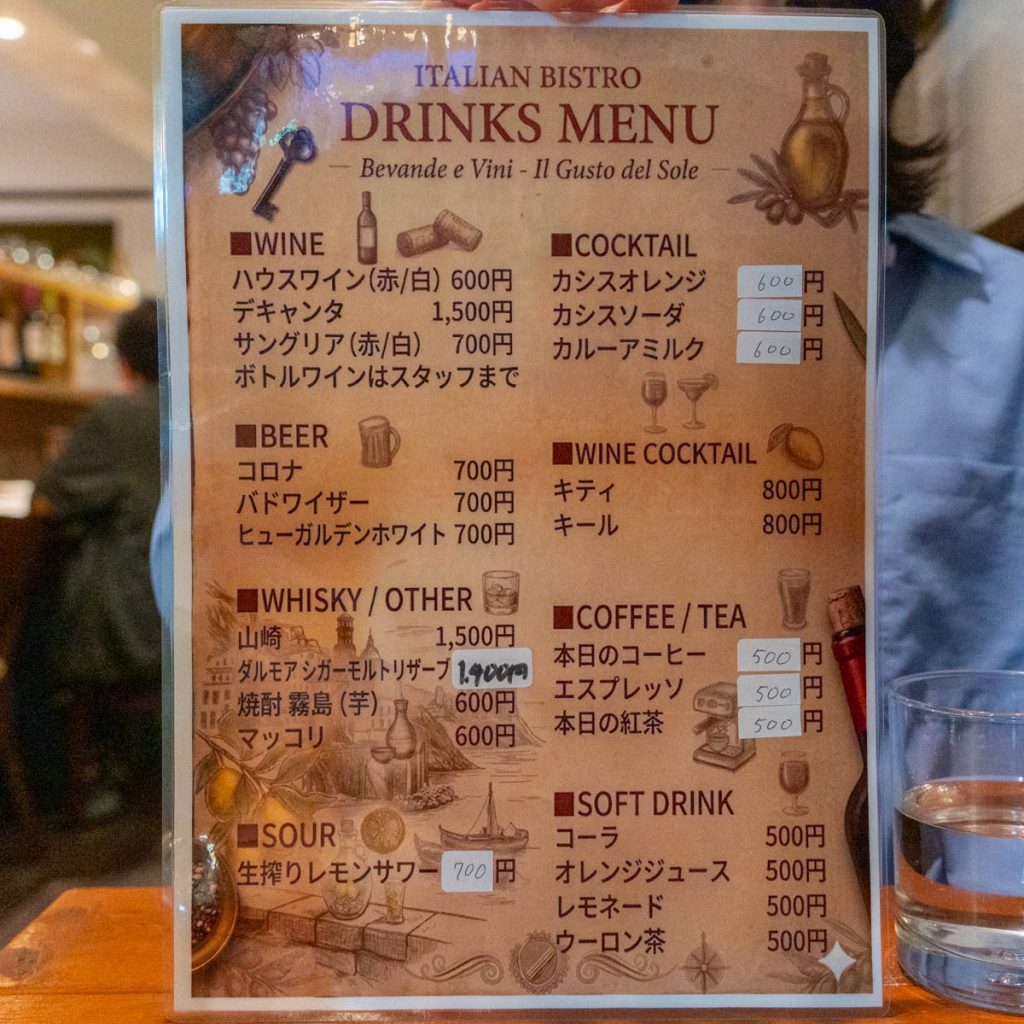 ITALIAN BISTRO
DRINKS MENU
Bevande e Vini - Il Gusto del Sole
■WINE
ハウスワイン(赤/白) 600円
デキャンタ 1,500円
サングリア(赤/白) 700円
ボトルワインはスタッフまで
■BEER
コロナ 700円
バドワイザー 700円
ヒューガルデンホワイト 700円
■WHISKY / OTHER
山崎 1,500円
ダルモア シガーモルトリザーブ 1.400円
焼酎 霧島(芋) 600円
マッコリ 600円
■SOUR
生搾りレモンサワー 700円
■COCKTAIL
カシスオレンジ 600円
カシスソーダ 600円
カルーアミルク 600円
■WINE COCKTAIL
キティ 800円
キール 800円
■COFFEE / TEA
本日のコーヒー 500円
エスプレッソ 500円
本日の紅茶 500円
■SOFT DRINK
コーラ 500円
オレンジジュース 500円
レモネード 500円
ウーロン茶 500円